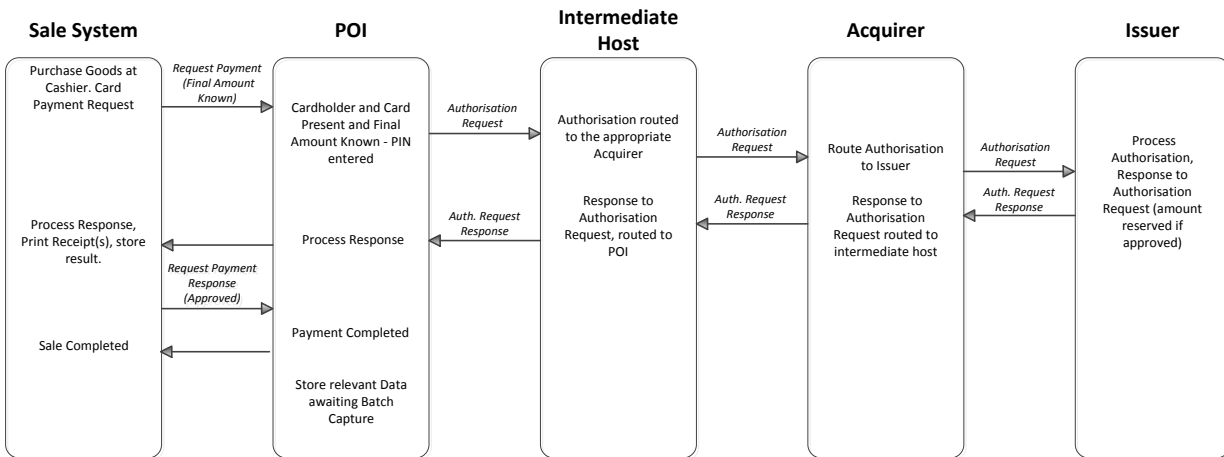 Sale System
POI
Intermediate
Host
Acquirer
Issuer
Purchase Goods at
Cashier. Card
Payment Request
Request Payment
(Final Amount
Known)
Cardholder and Card
Present and Final
Amount Known - PIN
entered
Authorisation
Request
Authorisation routed
to the appropriate
Acquirer
Authorisation
Request
Route Authorisation
to Issuer
Authorisation
Request
Process
Authorisation,
Response to
Authorisation
Request (amount
reserved if
approved)
Auth. Request
Response
Response to
Authorisation
Request routed to
intermediate host
Auth. Request
Response
Response to
Authorisation
Request, routed to
POI
Auth. Request
Response
Process Response
Process Response,
Print Receipt(s), store
result.
Request Payment
Response
(Approved)
Payment Completed
Sale Completed
Store relevant Data
awaiting Batch
Capture